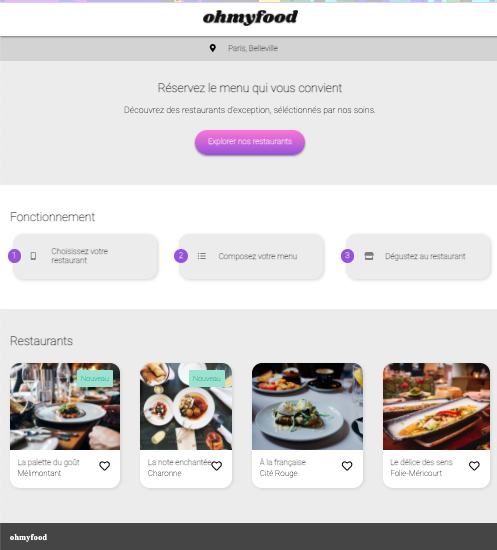 ohmyfood
Paris, Belleville
Réservez le menu qui vous convient
Découvrez des restaurants d'exception, séléctionnés par nos soins.
Explorer nos restaurants
Fonctionnement
1
Choisissez votre
restaurant
2
Composez votre menu
3
Dégustez au restaurant
Restaurants
Nouveau
Nouveau
La palette du goût
Mélimontant
La note enchantée
Charonne
À la française
Cité Rouge
Le délice des sens
Folie-Méricourt
ohmyfood